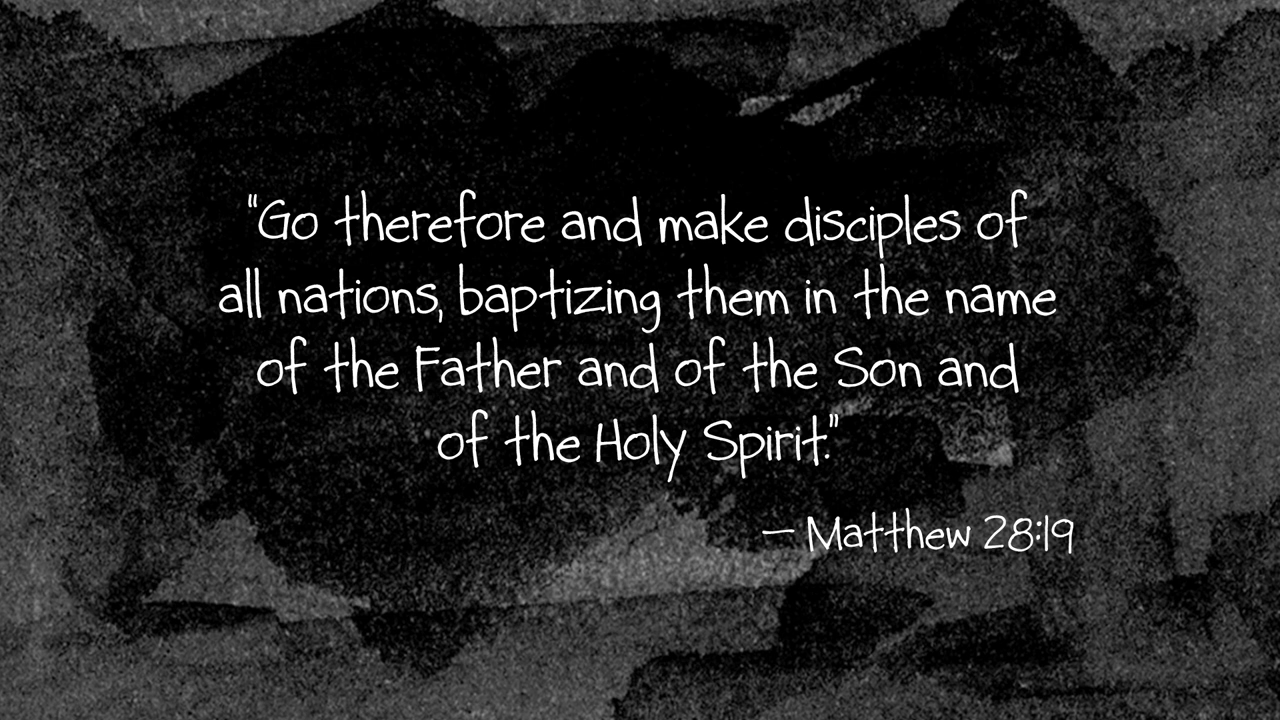 "Go therefore and make disciples of
all nations, baptizing them in the name
of the Father and of the Son and
of the Holy Spirit."
— Matthew 28:19